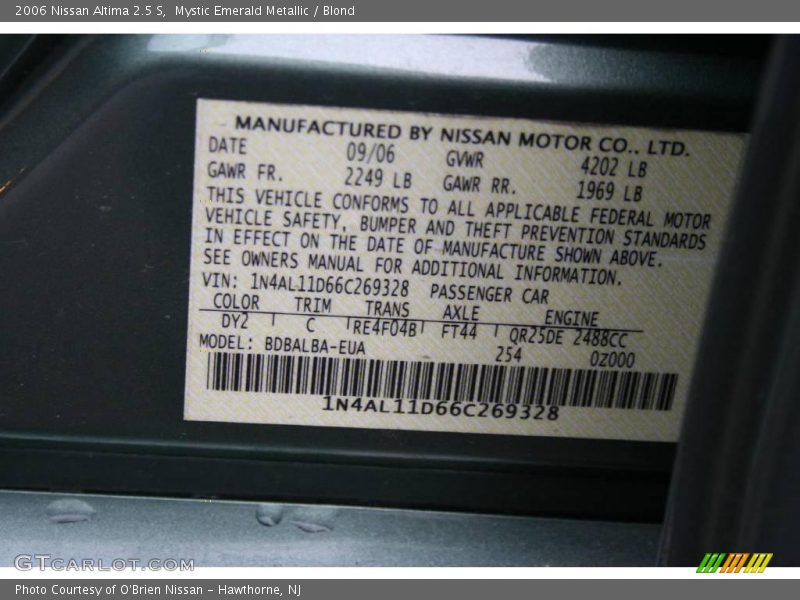 2006 Nissan Altima 2.5 S, Mystic Emerald Metallic / Blond
MANUFACTURED BY NISSAN MOTOR CO., LTD.
DATE 09/06 GVWR 4202 LB
GAWR FR. 2249 LB GAWR RR. 1969 LB
THIS VEHICLE CONFORMS TO ALL APPLICABLE FEDERAL MOTOR
VEHICLE SAFETY, BUMPER AND THEFT PREVENTION STANDARDS
IN EFFECT ON THE DATE OF MANUFACTURE SHOWN ABOVE.
SEE OWNERS MANUAL FOR ADDITIONAL INFORMATION.
VIN: 1N4AL11D66C269328 PASSENGER CAR
COLOR TRIM TRANS AXLE ENGINE
DY2 C RE4F04B FT44 QR25DE 2488CC
MODEL: BDBALBA-EUA 254 0Z000
1N4AL11D66C269328
GTCarLot.com
Photo Courtesy of O'Brien Nissan - Hawthorne, NJ